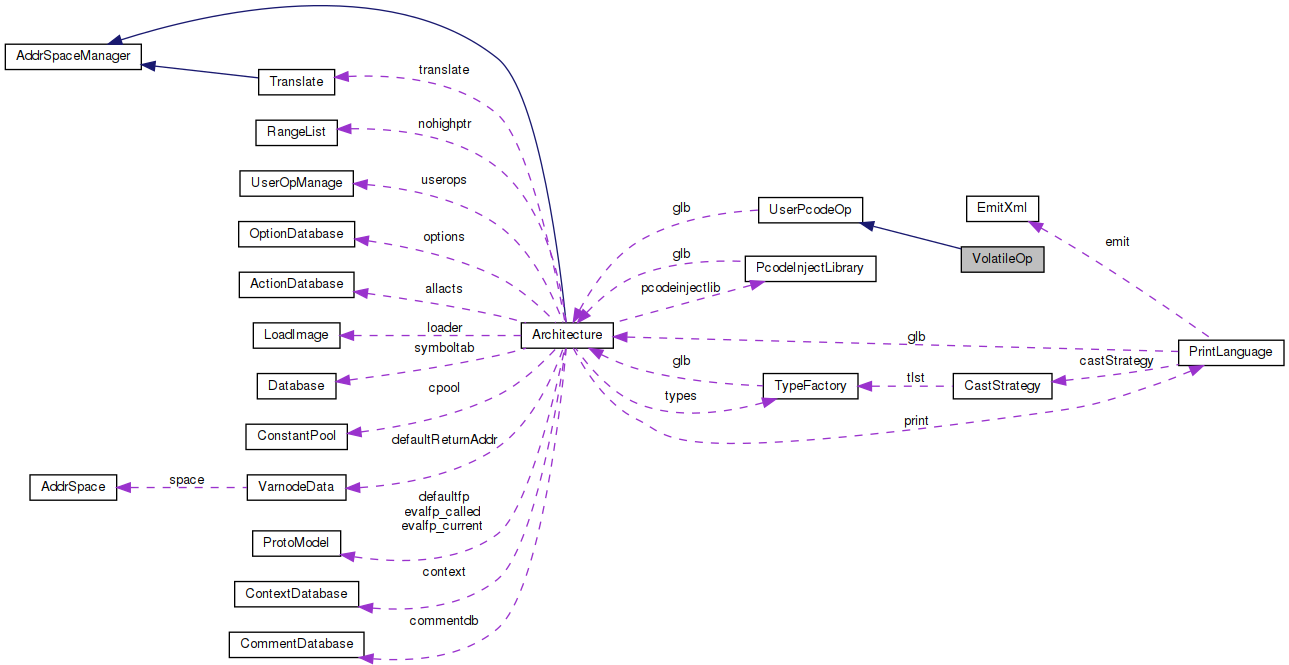 AddrSpaceManager
translate
Translate
nohighptr
RangeList
userops
UserOpManage
glb
UserPcodeOp
EmitXml
options
OptionDatabase
emit
VolatileOp
glb
PcodeInjectLibrary
allacts
ActionDatabase
pcodeinjectlib
loader
LoadImage
Architecture
glb
symboltab
PrintLanguage
castStrategy
glb
cpool
Database
types
TypeFactory
tlst
CastStrategy
print
ConstantPool
defaultReturnAddr
space
AddrSpace
VarnodeData
defaultfp
evalfp_called
evalfp_current
ProtoModel
context
ContextDatabase
commentdb
CommentDatabase